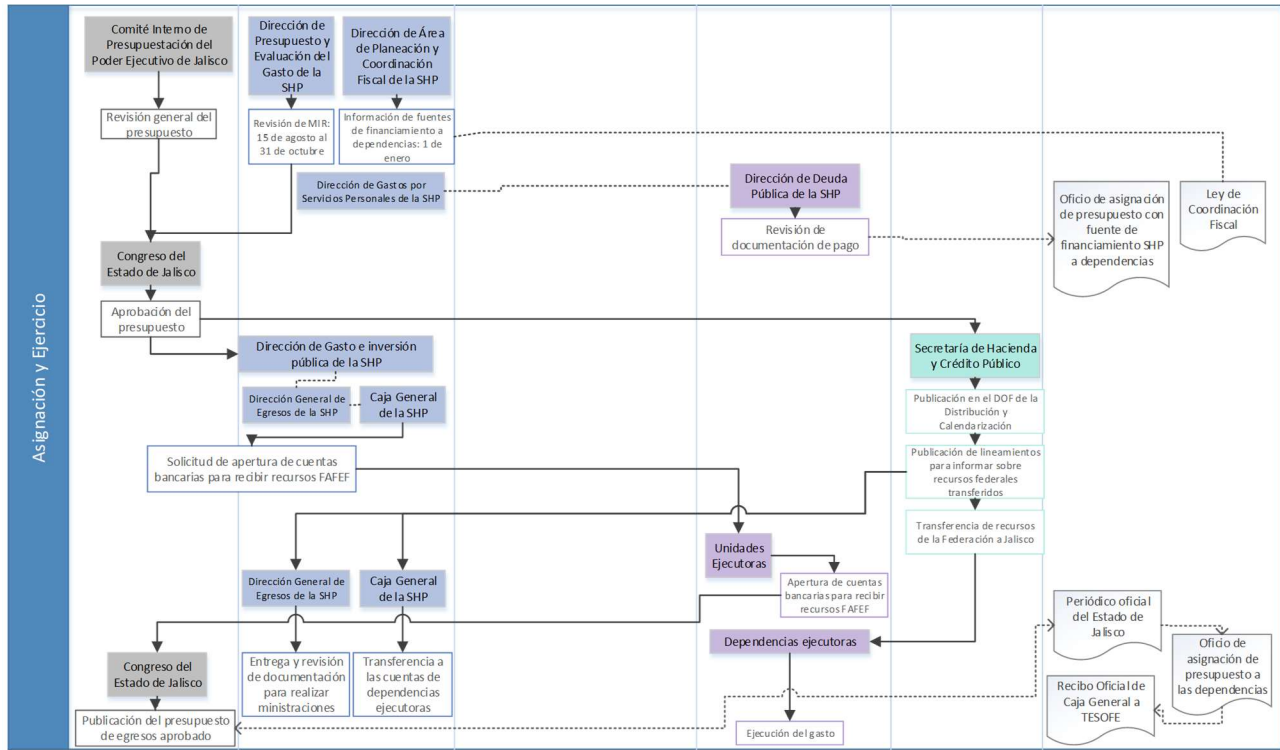 Asignación y Ejercicio
Comité Interno de
Presupuestación del
Poder Ejecutivo de Jalisco
Revisión general del
presupuesto
Dirección de
Presupuesto y
Evaluación del
Gasto de la
SHP
Revisión de MIR:
15 de agosto al
31 de octubre
Dirección de Área
de Planeación y
Coordinación
Fiscal de la SHP
Información de fuentes
de financiamiento a
dependencias: 1 de
enero
Dirección de Gastos por
Servicios Personales de la SHP
Dirección de Deuda
Pública de la SHP
Revisión de
documentación de pago
Oficio de asignación
de presupuesto con
fuente de
financiamiento SHP
a dependencias
Ley de
Coordinación
Fiscal
Congreso del
Estado de Jalisco
Aprobación del
presupuesto
Dirección de Gasto e inversión
pública de la SHP
Dirección General de
Egresos de la SHP
Caja General
de la SHP
Solicitud de apertura de cuentas
bancarias para recibir recursos FAFEF
Secretaría de Hacienda
y Crédito Público
Publicación en el DOF de la
Distribución y
Calendarización
Publicación de lineamientos
para informar sobre
recursos federales
transferidos
Transferencia de recursos
de la Federación a Jalisco
Unidades
Ejecutoras
Apertura de cuentas
bancarias para recibir
recursos FAFEF
Dirección General de
Egresos de la SHP
Caja General
de la SHP
Dependencias ejecutoras
Ejecución del gasto
Congreso del
Estado de Jalisco
Publicación del presupuesto
de egresos aprobado
Entrega y revisión
de documentación
para realizar
ministraciones
Transferencia a
las cuentas de
dependencias
ejecutoras
Periódico oficial
del Estado de
Jalisco
Oficio de
asignación de
presupuesto a
las dependencias
Recibo Oficial de
Caja General a
TESOFE